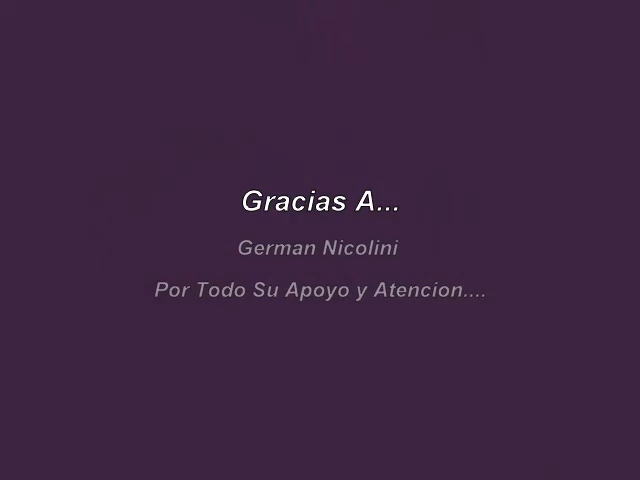 Gracias A...
German Nicolini
Por Todo Su Apoyo y Atencion....